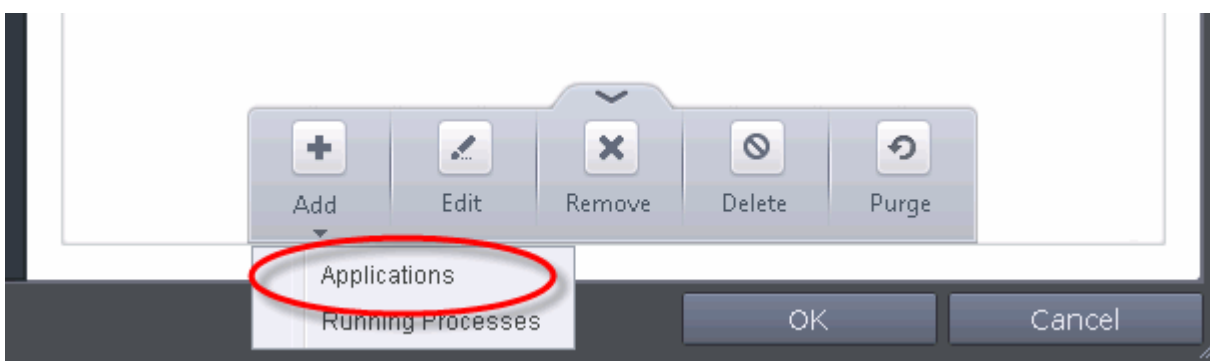 Add Edit Remove Delete Purge
Applications
Running Processes
OK Cancel